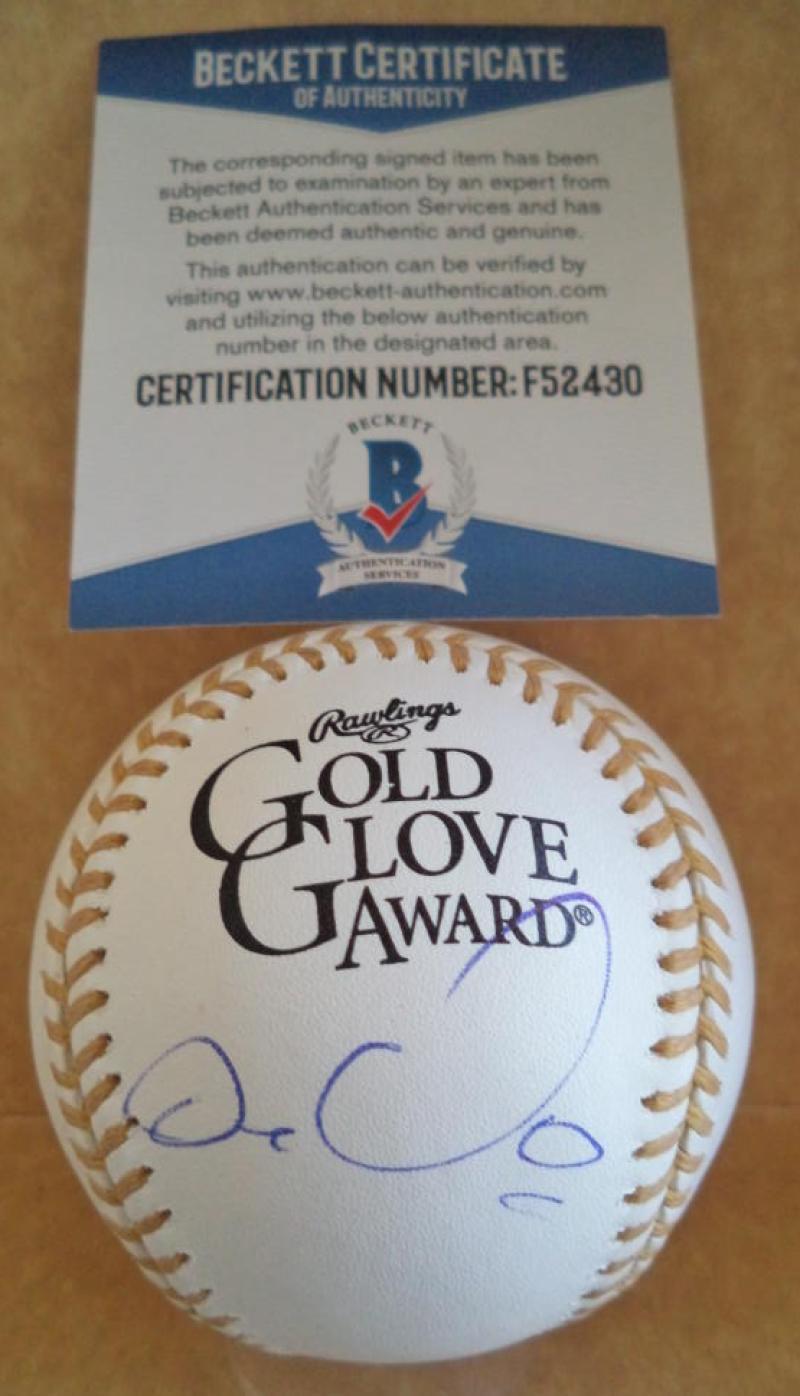 BECKETT CERTIFICATE
OF AUTHENTICITY
The corresponding signed item has been
subjected to examination by an expert from
Beckett Authentication Services and has
been deemed authentic and genuine.
This authentication can be verified by
visiting www.beckett-authentication.com
and utilizing the below authentication
number in the designated area.
CERTIFICATION NUMBER: F52430
BECKETT
B
AUTHENTICATION
SERVICES
Rawlings
R
GOLD
GLOVE
AWARD®